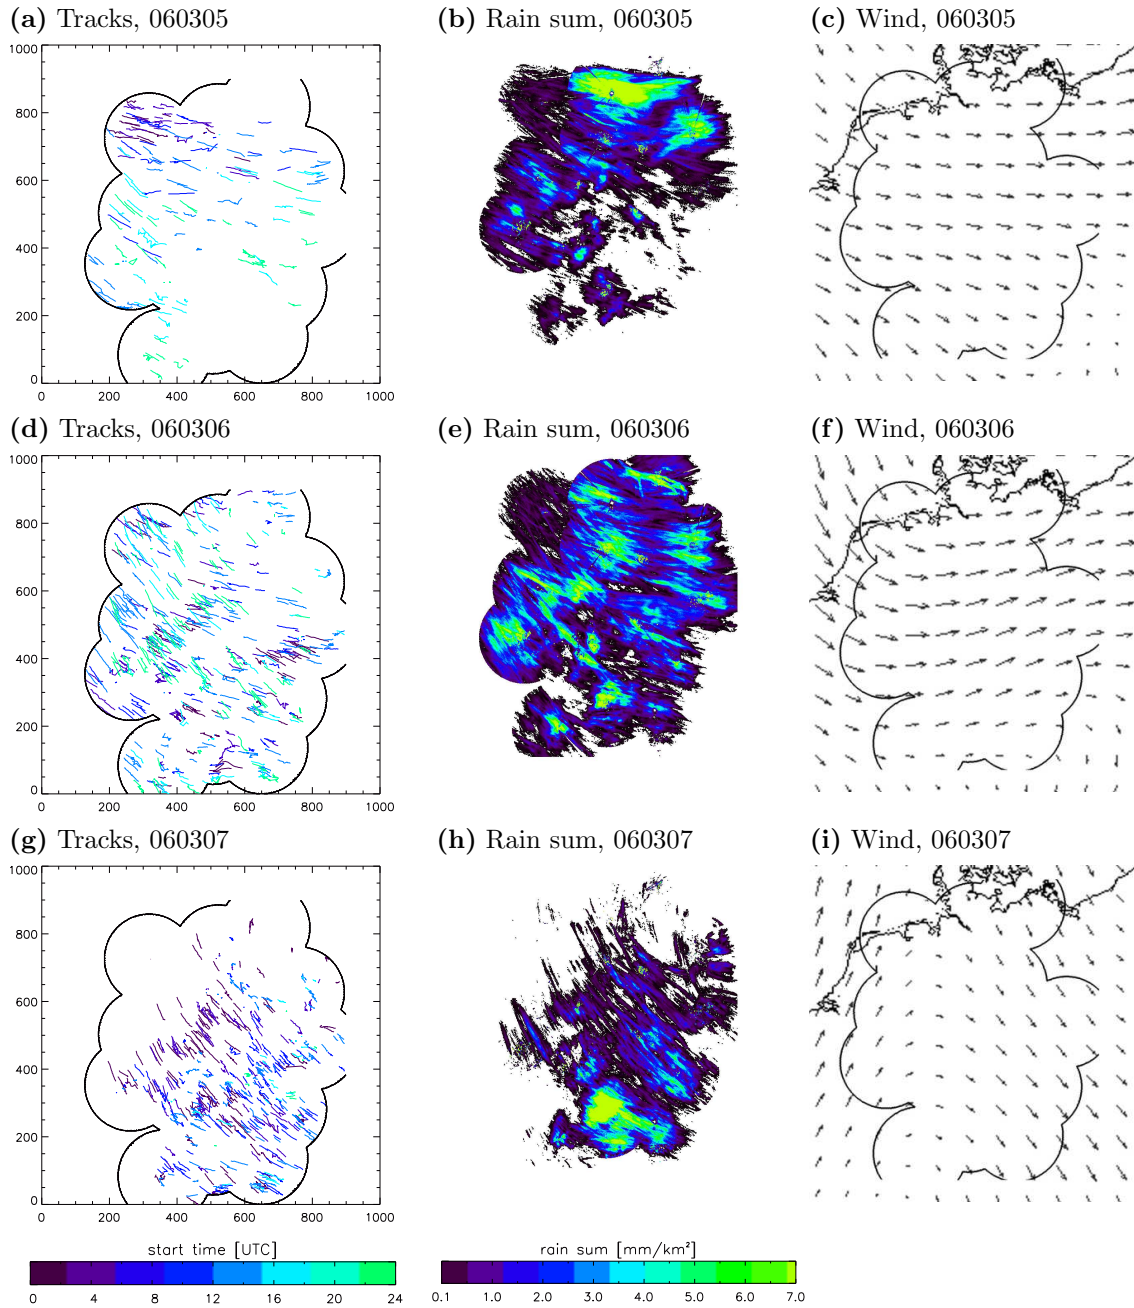 (a) Tracks, 060305
(b) Rain sum, 060305
(c) Wind, 060305
1000
800
600
400
200
0
0 200 400 600 800 1000
(d) Tracks, 060306
(e) Rain sum, 060306
(f) Wind, 060306
1000
800
600
400
200
0
0 200 400 600 800 1000
(g) Tracks, 060307
(h) Rain sum, 060307
(i) Wind, 060307
1000
800
600
400
200
0
0 200 400 600 800 1000
start time [UTC]
0 4 8 12 16 20 24
rain sum [mm/km²]
0.1 1.0 2.0 3.0 4.0 5.0 6.0 7.0